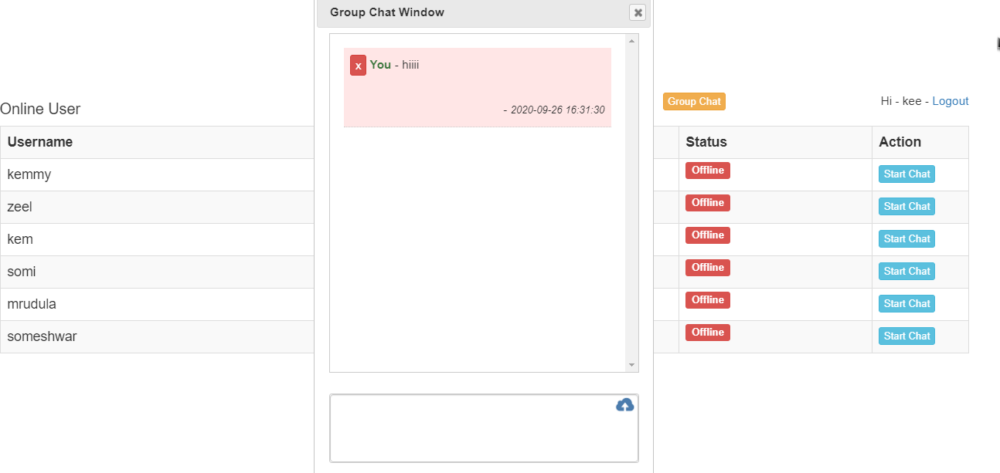 Group Chat Window
x You - hiiii
- 2020-09-26 16:31:30
Online User
Group Chat
Hi - kee - Logout
Username Status Action
kemmy Offline Start Chat
zeel Offline Start Chat
kem Offline Start Chat
somi Offline Start Chat
mrudula Offline Start Chat
someshwar Offline Start Chat